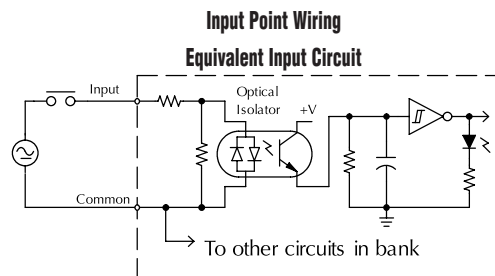 Input Point Wiring
Equivalent Input Circuit
Input
Optical
Isolator
+V
Common
To other circuits in bank